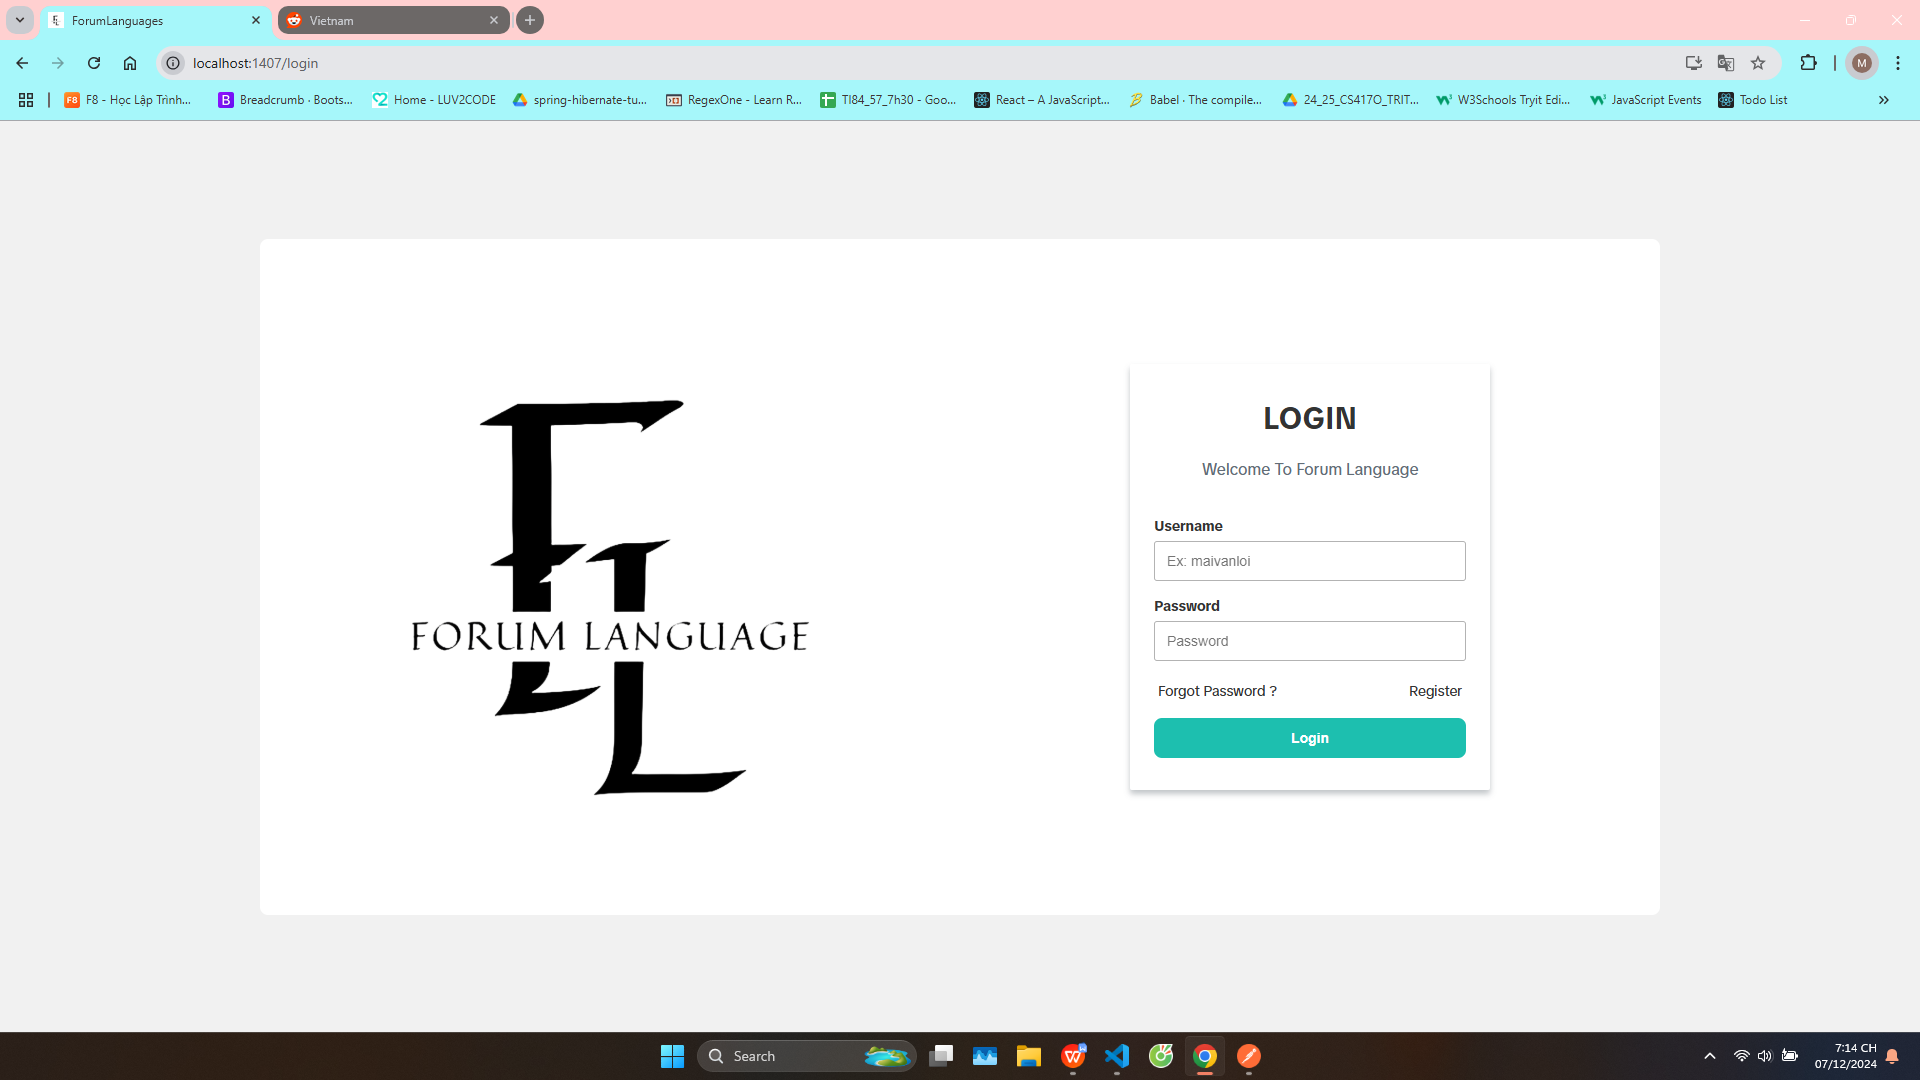 ForumLanguages
Vietnam
localhost:1407/login
M
F8 - Học Lập Trình...
Breadcrumb · Boots...
Home - LUV2CODE
spring-hibernate-tu...
RegexOne - Learn R...
TI84_57_7h30 - Goo...
React – A JavaScript...
Babel · The compile...
24_25_CS417O_TRIT...
W3Schools Tryit Edi...
JavaScript Events
Todo List
FL
FORUM LANGUAGE
LOGIN
Welcome To Forum Language
Username
Ex: maivanloi
Password
Password
Forgot Password ?
Register
Login
Search
7:14 CH
07/12/2024